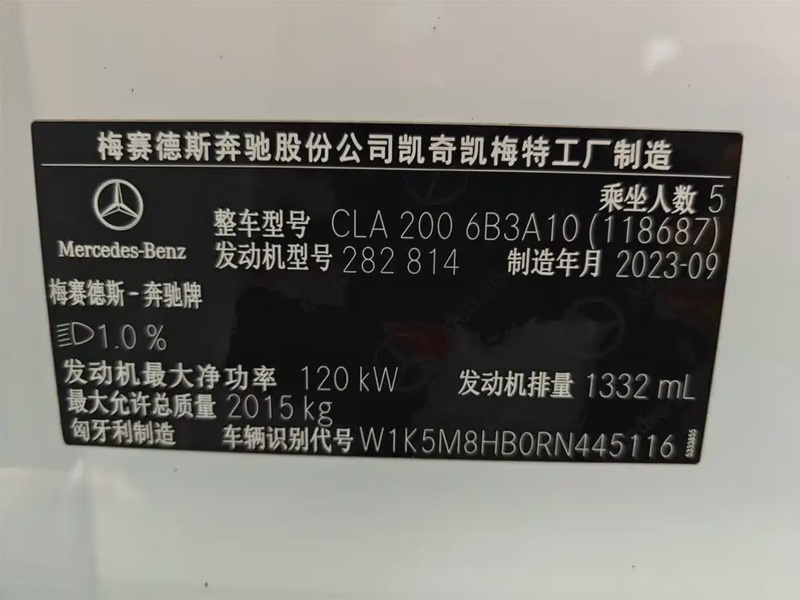 梅赛德斯奔驰股份公司凯奇凯梅特工厂制造
乘坐人数 5
Mercedes-Benz
整车型号 CLA 200 6B3A10 (118687)
发动机型号 282 814 制造年月 2023-09
梅赛德斯-奔驰牌
1.0 %
发动机最大净功率 120 kW 发动机排量 1332 mL
最大允许总质量 2015 kg
匈牙利制造 车辆识别代号 W1K5M8HB0RN445116